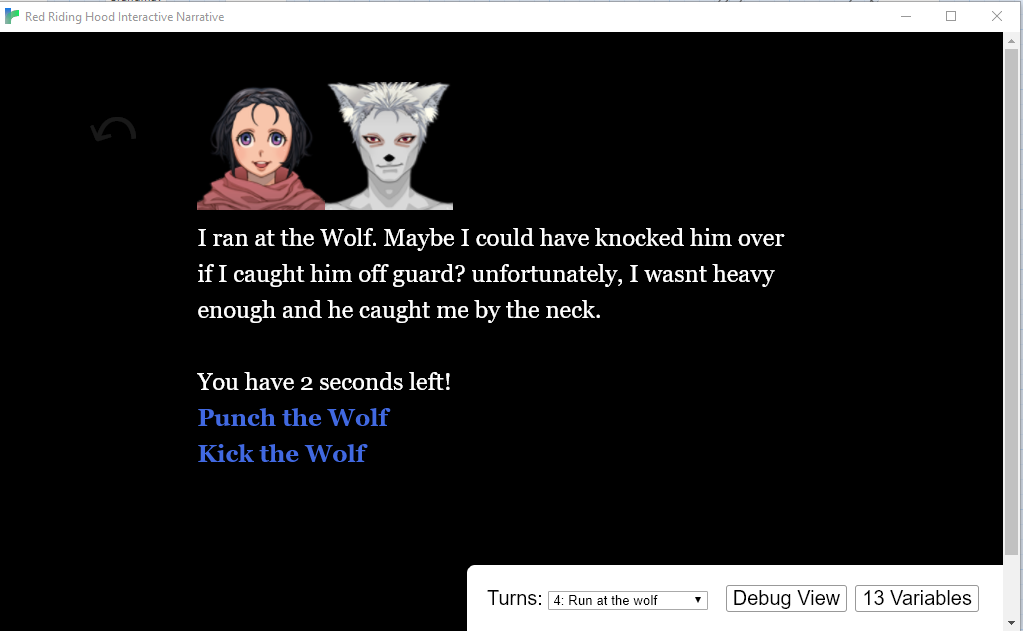 Red Riding Hood Interactive Narrative
I ran at the Wolf. Maybe I could have knocked him over
if I caught him off guard? unfortunately, I wasnt heavy
enough and he caught me by the neck.
You have 2 seconds left!
Punch the Wolf
Kick the Wolf
Turns: 4: Run at the wolf Debug View 13 Variables